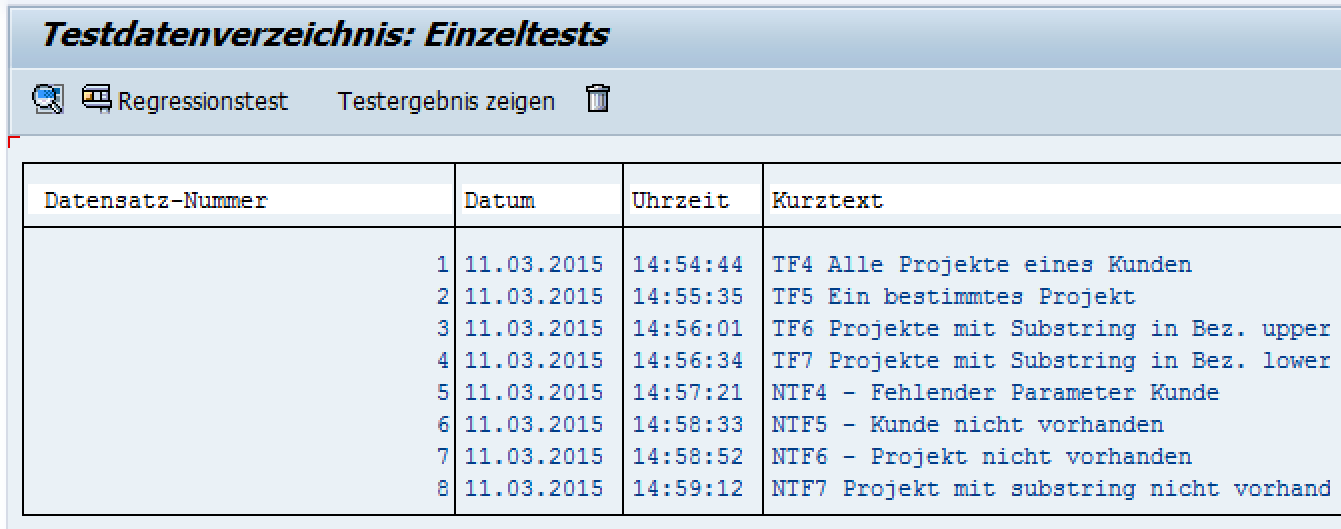 Testdatenverzeichnis: Einzeltests
Regressionstest Testergebnis zeigen
Datensatz-Nummer Datum Uhrzeit Kurztext
1 11.03.2015 14:54:44 TF4 Alle Projekte eines Kunden
2 11.03.2015 14:55:35 TF5 Ein bestimmtes Projekt
3 11.03.2015 14:56:01 TF6 Projekte mit Substring in Bez. upper
4 11.03.2015 14:56:34 TF7 Projekte mit Substring in Bez. lower
5 11.03.2015 14:57:21 NTF4 - Fehlender Parameter Kunde
6 11.03.2015 14:58:33 NTF5 - Kunde nicht vorhanden
7 11.03.2015 14:58:52 NTF6 - Projekt nicht vorhanden
8 11.03.2015 14:59:12 NTF7 Projekt mit substring nicht vorhand